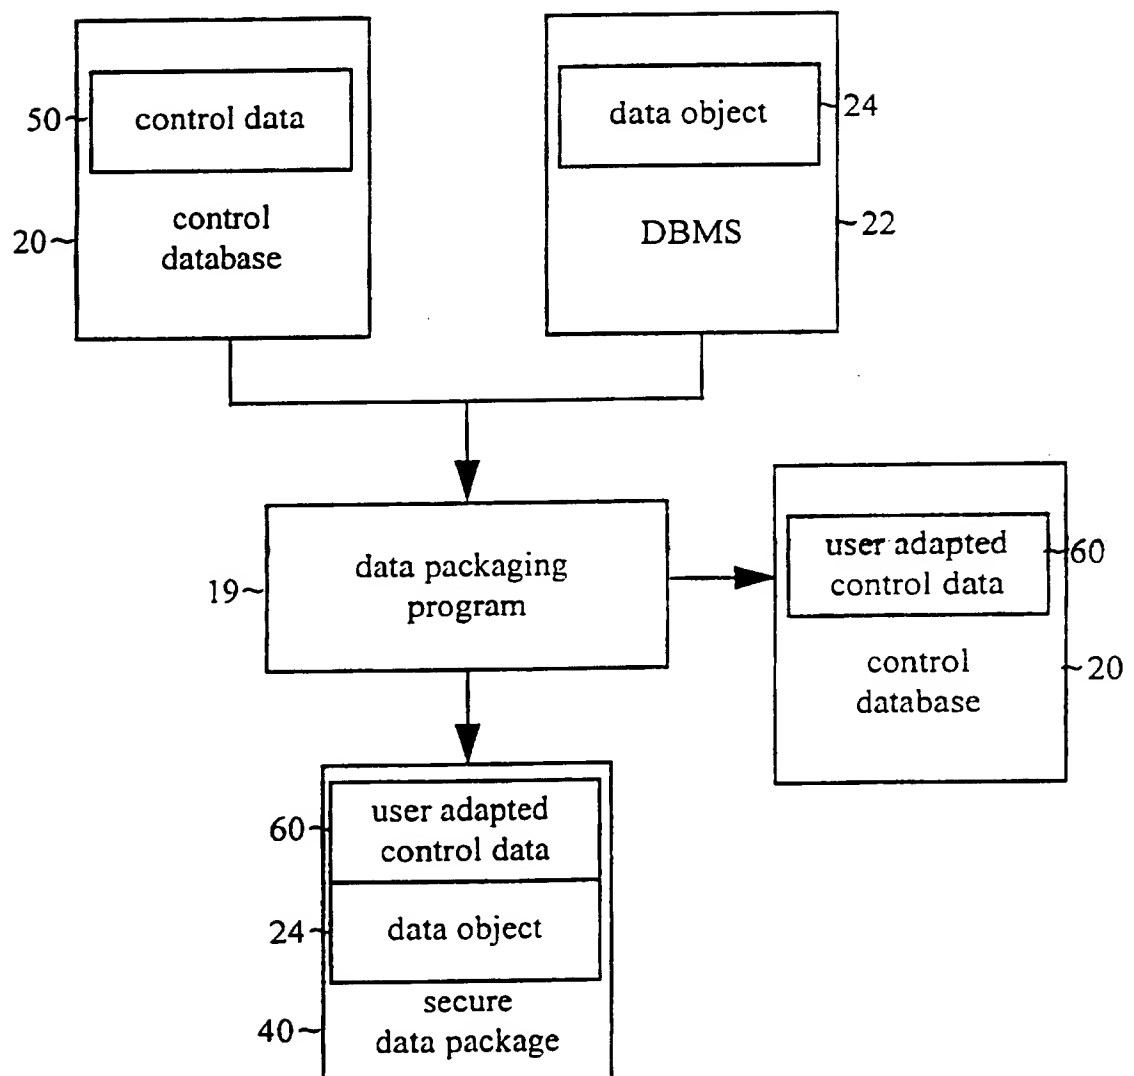 50~
control data
20~
control
database
data object
~24
DBMS
~22
19~
data packaging
program
user adapted
control data
~60
control
database
~20
60~
user adapted
control data
24~
data object
40~
secure
data package